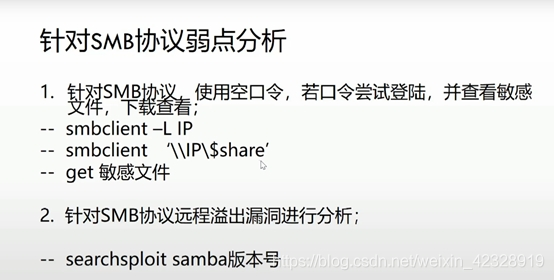 针对SMB协议弱点分析
1. 针对SMB协议，使用空口令，若口令尝试登陆，并查看敏感
文件，下载查看；
-- smbclient –L IP
-- smbclient ‘\\IP\$share’
-- get 敏感文件
2. 针对SMB协议远程溢出漏洞进行分析；
-- searchsploit samba版本号
https://blog.csdn.net/weixin_42328919